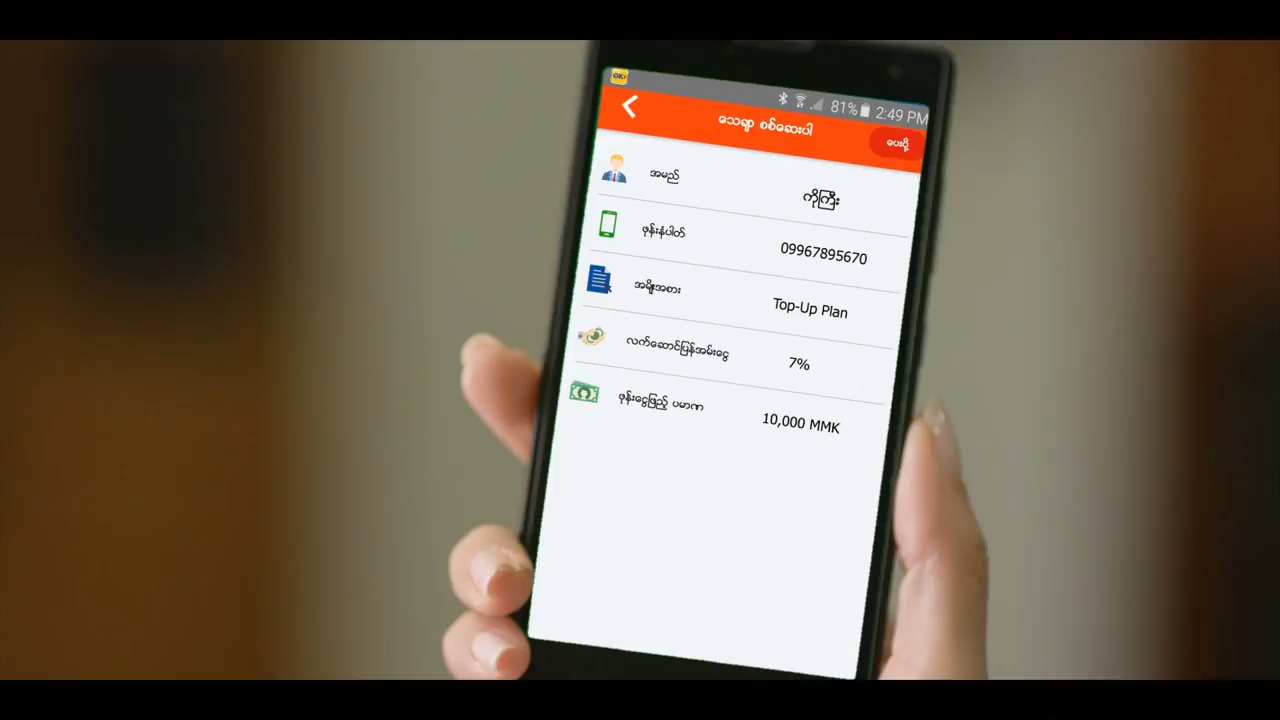 OK$
81% 2:49 PM
သေချာ စစ်ဆေးပါ
ပေးပို့
အမည် ကိုကြီး
ဖုန်းနံပါတ် 09967895670
အမျိုးအစား Top-Up Plan
လက်ဆောင်ပြန်အမ်းငွေ 7%
ဖုန်းငွေဖြည့် ပမာဏ 10,000 MMK